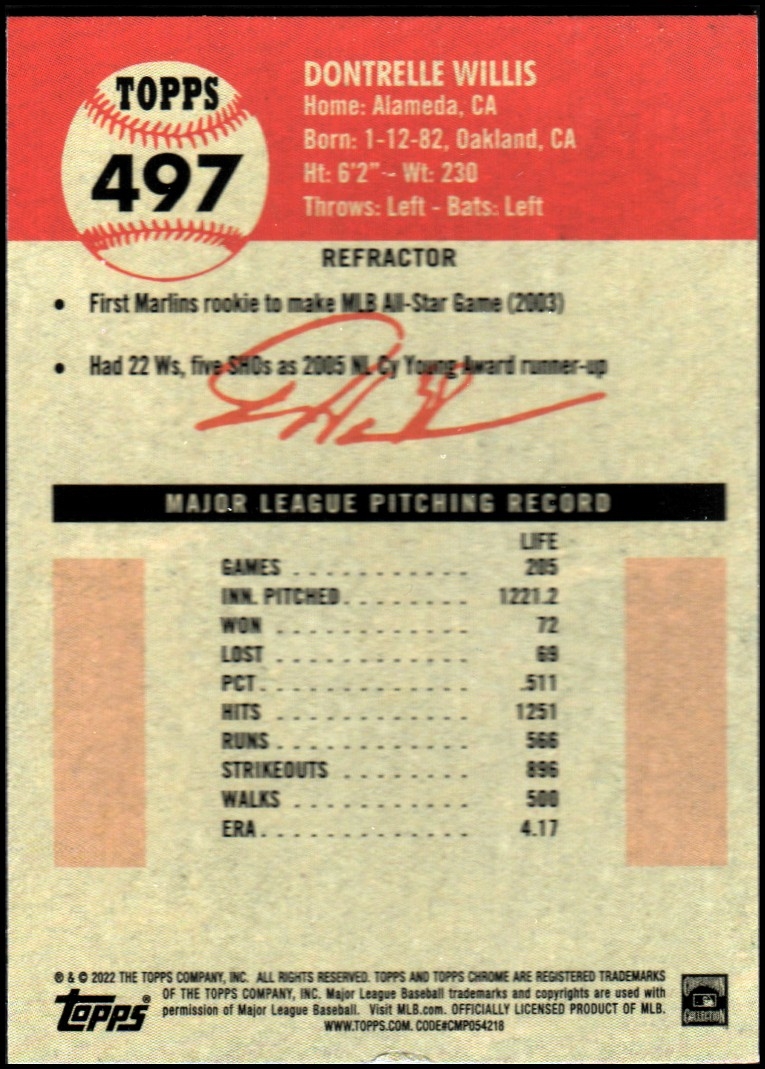 TOPPS
497
DONTRELLE WILLIS
Home: Alameda, CA
Born: 1-12-82, Oakland, CA
Ht: 6'2" - Wt: 230
Throws: Left - Bats: Left
REFRACTOR
• First Marlins rookie to make MLB All-Star Game (2003)
• Had 22 Ws, five SHOs as 2005 NL Cy Young Award runner-up
MAJOR LEAGUE PITCHING RECORD
LIFE
GAMES . . . . . . . . . . . . 205
INN. PITCHED. . . . . . . . . 1221.2
WON . . . . . . . . . . . . . 72
LOST . . . . . . . . . . . . . 69
PCT. . . . . . . . . . . . . . .511
HITS . . . . . . . . . . . . . 1251
RUNS . . . . . . . . . . . . . 566
STRIKEOUTS . . . . . . . . 896
WALKS . . . . . . . . . . . . 500
ERA. . . . . . . . . . . . . . 4.17
® & © 2022 THE TOPPS COMPANY, INC. ALL RIGHTS RESERVED. TOPPS AND TOPPS CHROME ARE REGISTERED TRADEMARKS
OF THE TOPPS COMPANY, INC. Major League Baseball trademarks and copyrights are used with
permission of Major League Baseball. Visit MLB.com. OFFICIALLY LICENSED PRODUCT OF MLB.
WWW.TOPPS.COM. CODE#CMP054218
topps®
COOPERSTOWN
COLLECTION